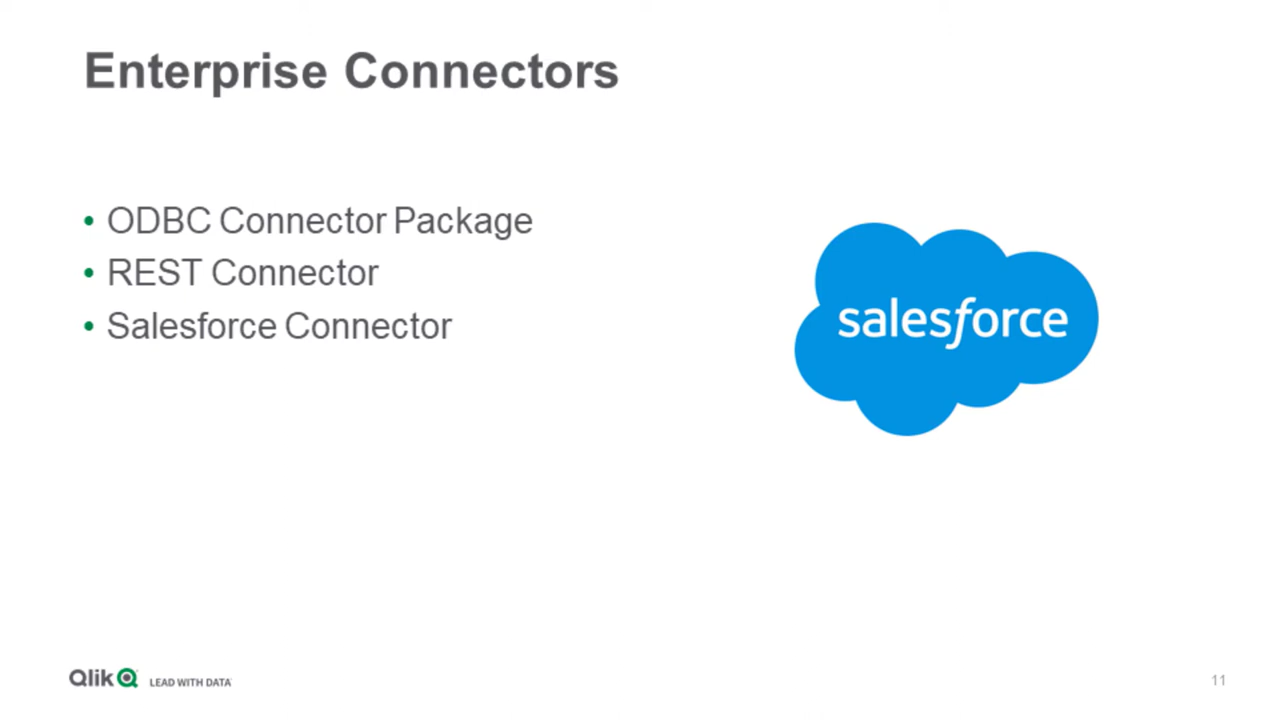 Enterprise Connectors
• ODBC Connector Package
• REST Connector
• Salesforce Connector
salesforce
Qlik LEAD WITH DATA
11